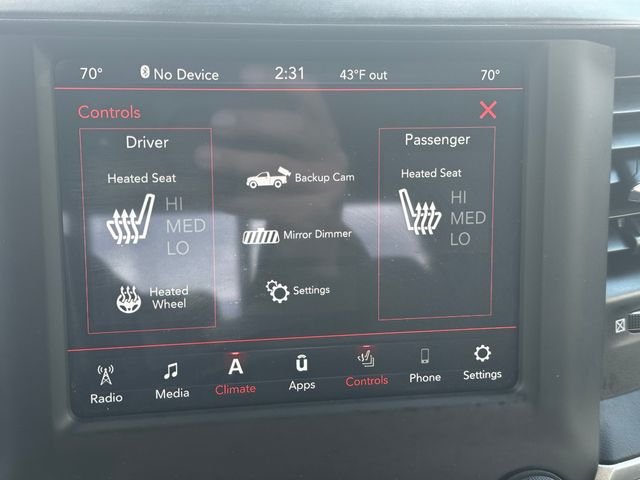 70° No Device 2:31 43°F out 70°
Controls
Driver
Heated Seat
HI
MED
LO
Heated
Wheel
Backup Cam
Mirror Dimmer
Settings
Passenger
Heated Seat
HI
MED
LO
Radio
Media
A
Climate
ū
Apps
Controls
Phone
Settings